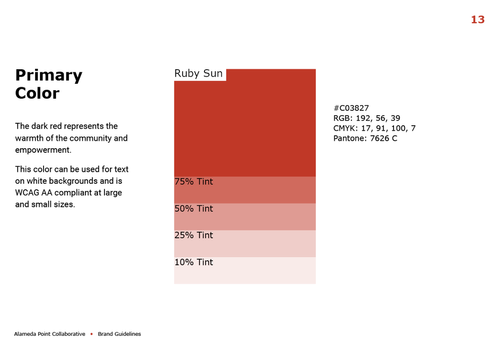 13
Primary
Color
The dark red represents the
warmth of the community and
empowerment.
This color can be used for text
on white backgrounds and is
WCAG AA compliant at large
and small sizes.
Ruby Sun
75% Tint
50% Tint
25% Tint
10% Tint
#C03827
RGB: 192, 56, 39
CMYK: 17, 91, 100, 7
Pantone: 7626 C
Alameda Point Collaborative • Brand Guidelines